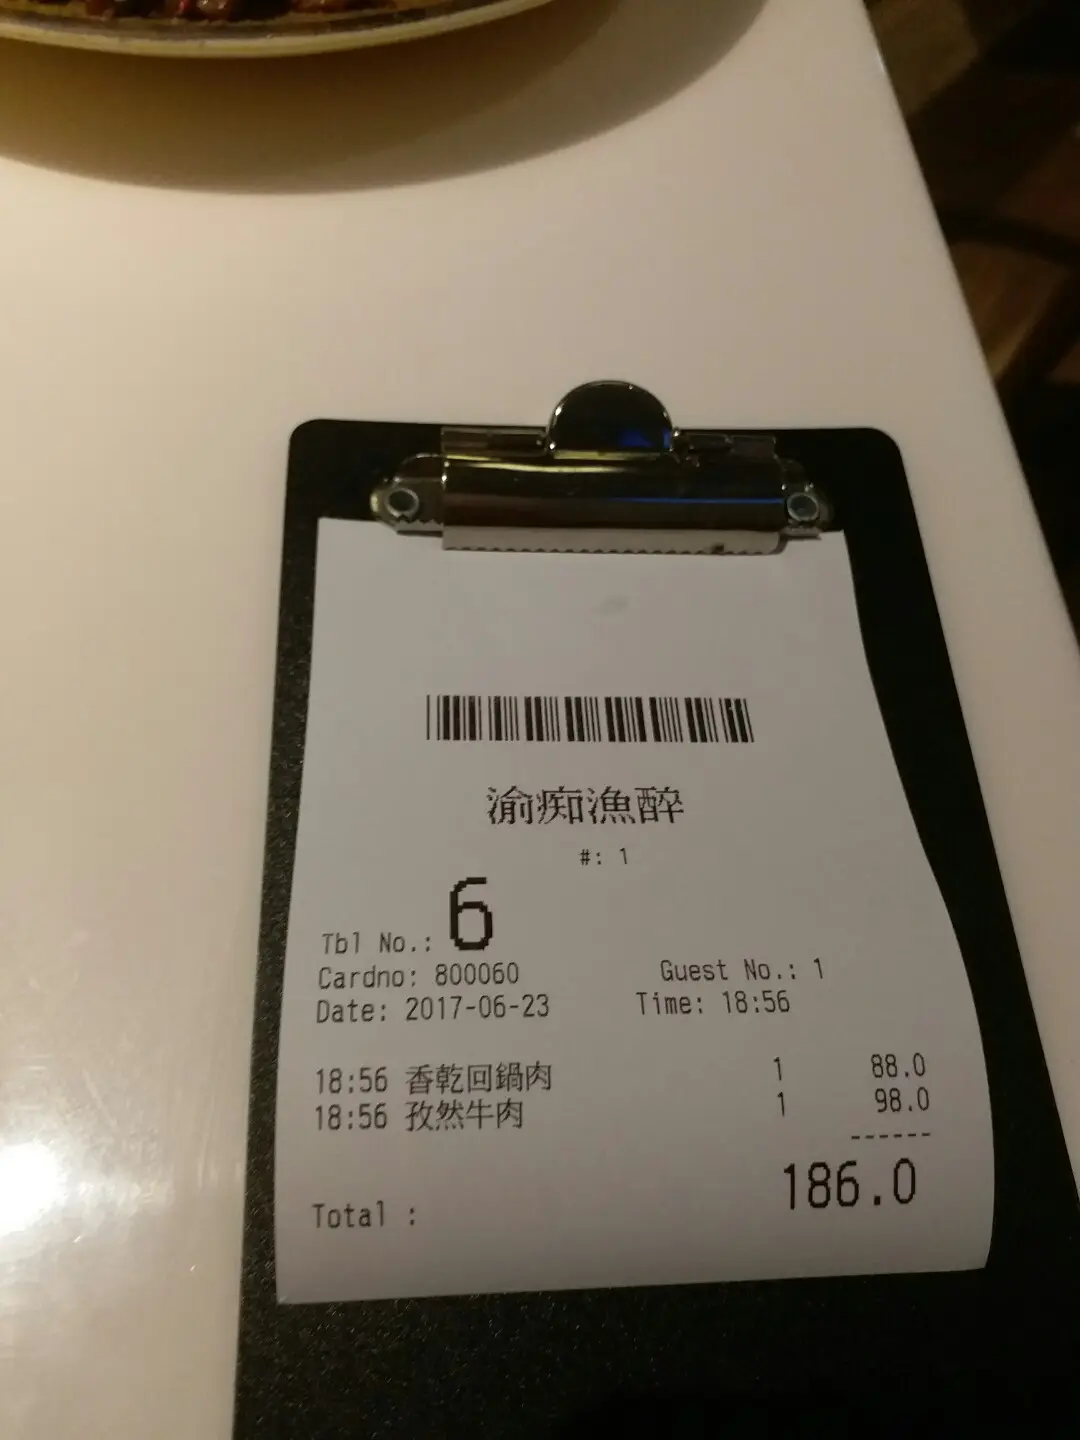 渝痴漁醉
#: 1
Tbl No.: 6
Cardno: 800060 Guest No.: 1
Date: 2017-06-23 Time: 18:56
18:56 香乾回鍋肉 1 88.0
18:56 孜然牛肉 1 98.0
------
Total : 186.0